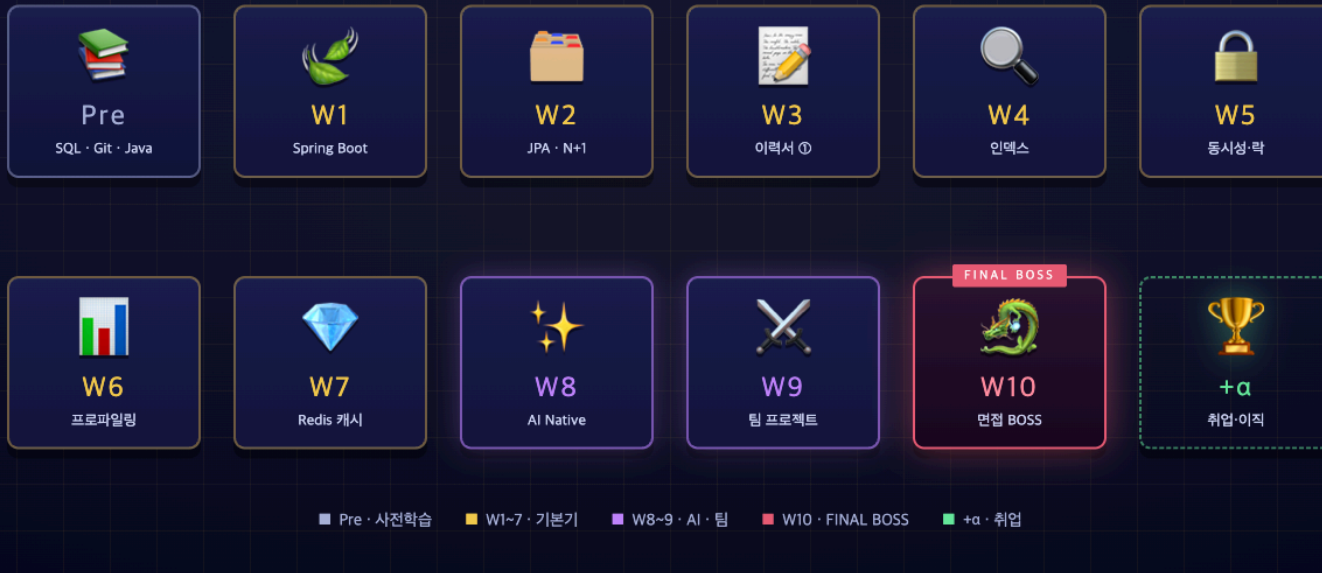 Pre
SQL · Git · Java
W1
Spring Boot
W2
JPA · N+1
W3
이력서 ①
W4
인덱스
W5
동시성·락
W6
프로파일링
W7
Redis 캐시
W8
AI Native
W9
팀 프로젝트
FINAL BOSS
W10
면접 BOSS
+α
취업·이직
Pre · 사전학습
W1~7 · 기본기
W8~9 · AI · 팀
W10 · FINAL BOSS
+α · 취업